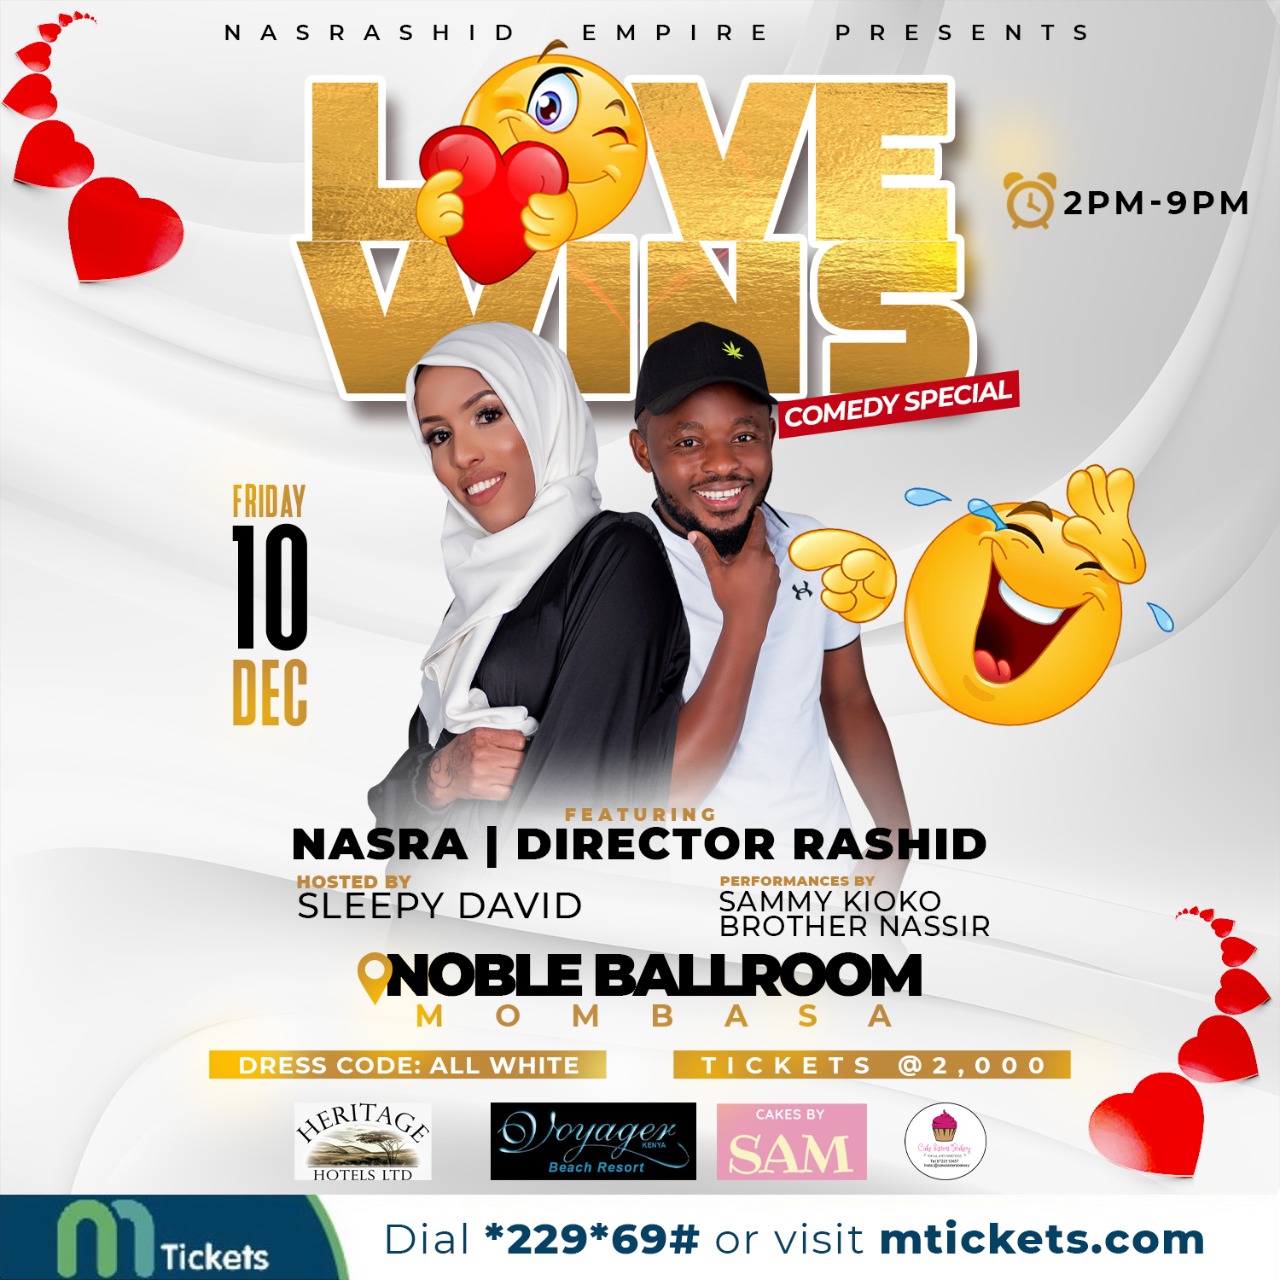 NASRASHID EMPIRE PRESENTS
LOVE
WINS
2PM-9PM
COMEDY SPECIAL
FRIDAY
10
DEC
FEATURING
NASRA | DIRECTOR RASHID
HOSTED BY
SLEEPY DAVID
PERFORMANCES BY
SAMMY KIOKO
BROTHER NASSIR
NOBLE BALLROOM
MOMBASA
DRESS CODE: ALL WHITE
TICKETS @2,000
HERITAGE
HOTELS LTD
Voyager
KENYA
Beach Resort
CAKES BY
SAM
m Tickets
Dial *229*69# or visit mtickets.com